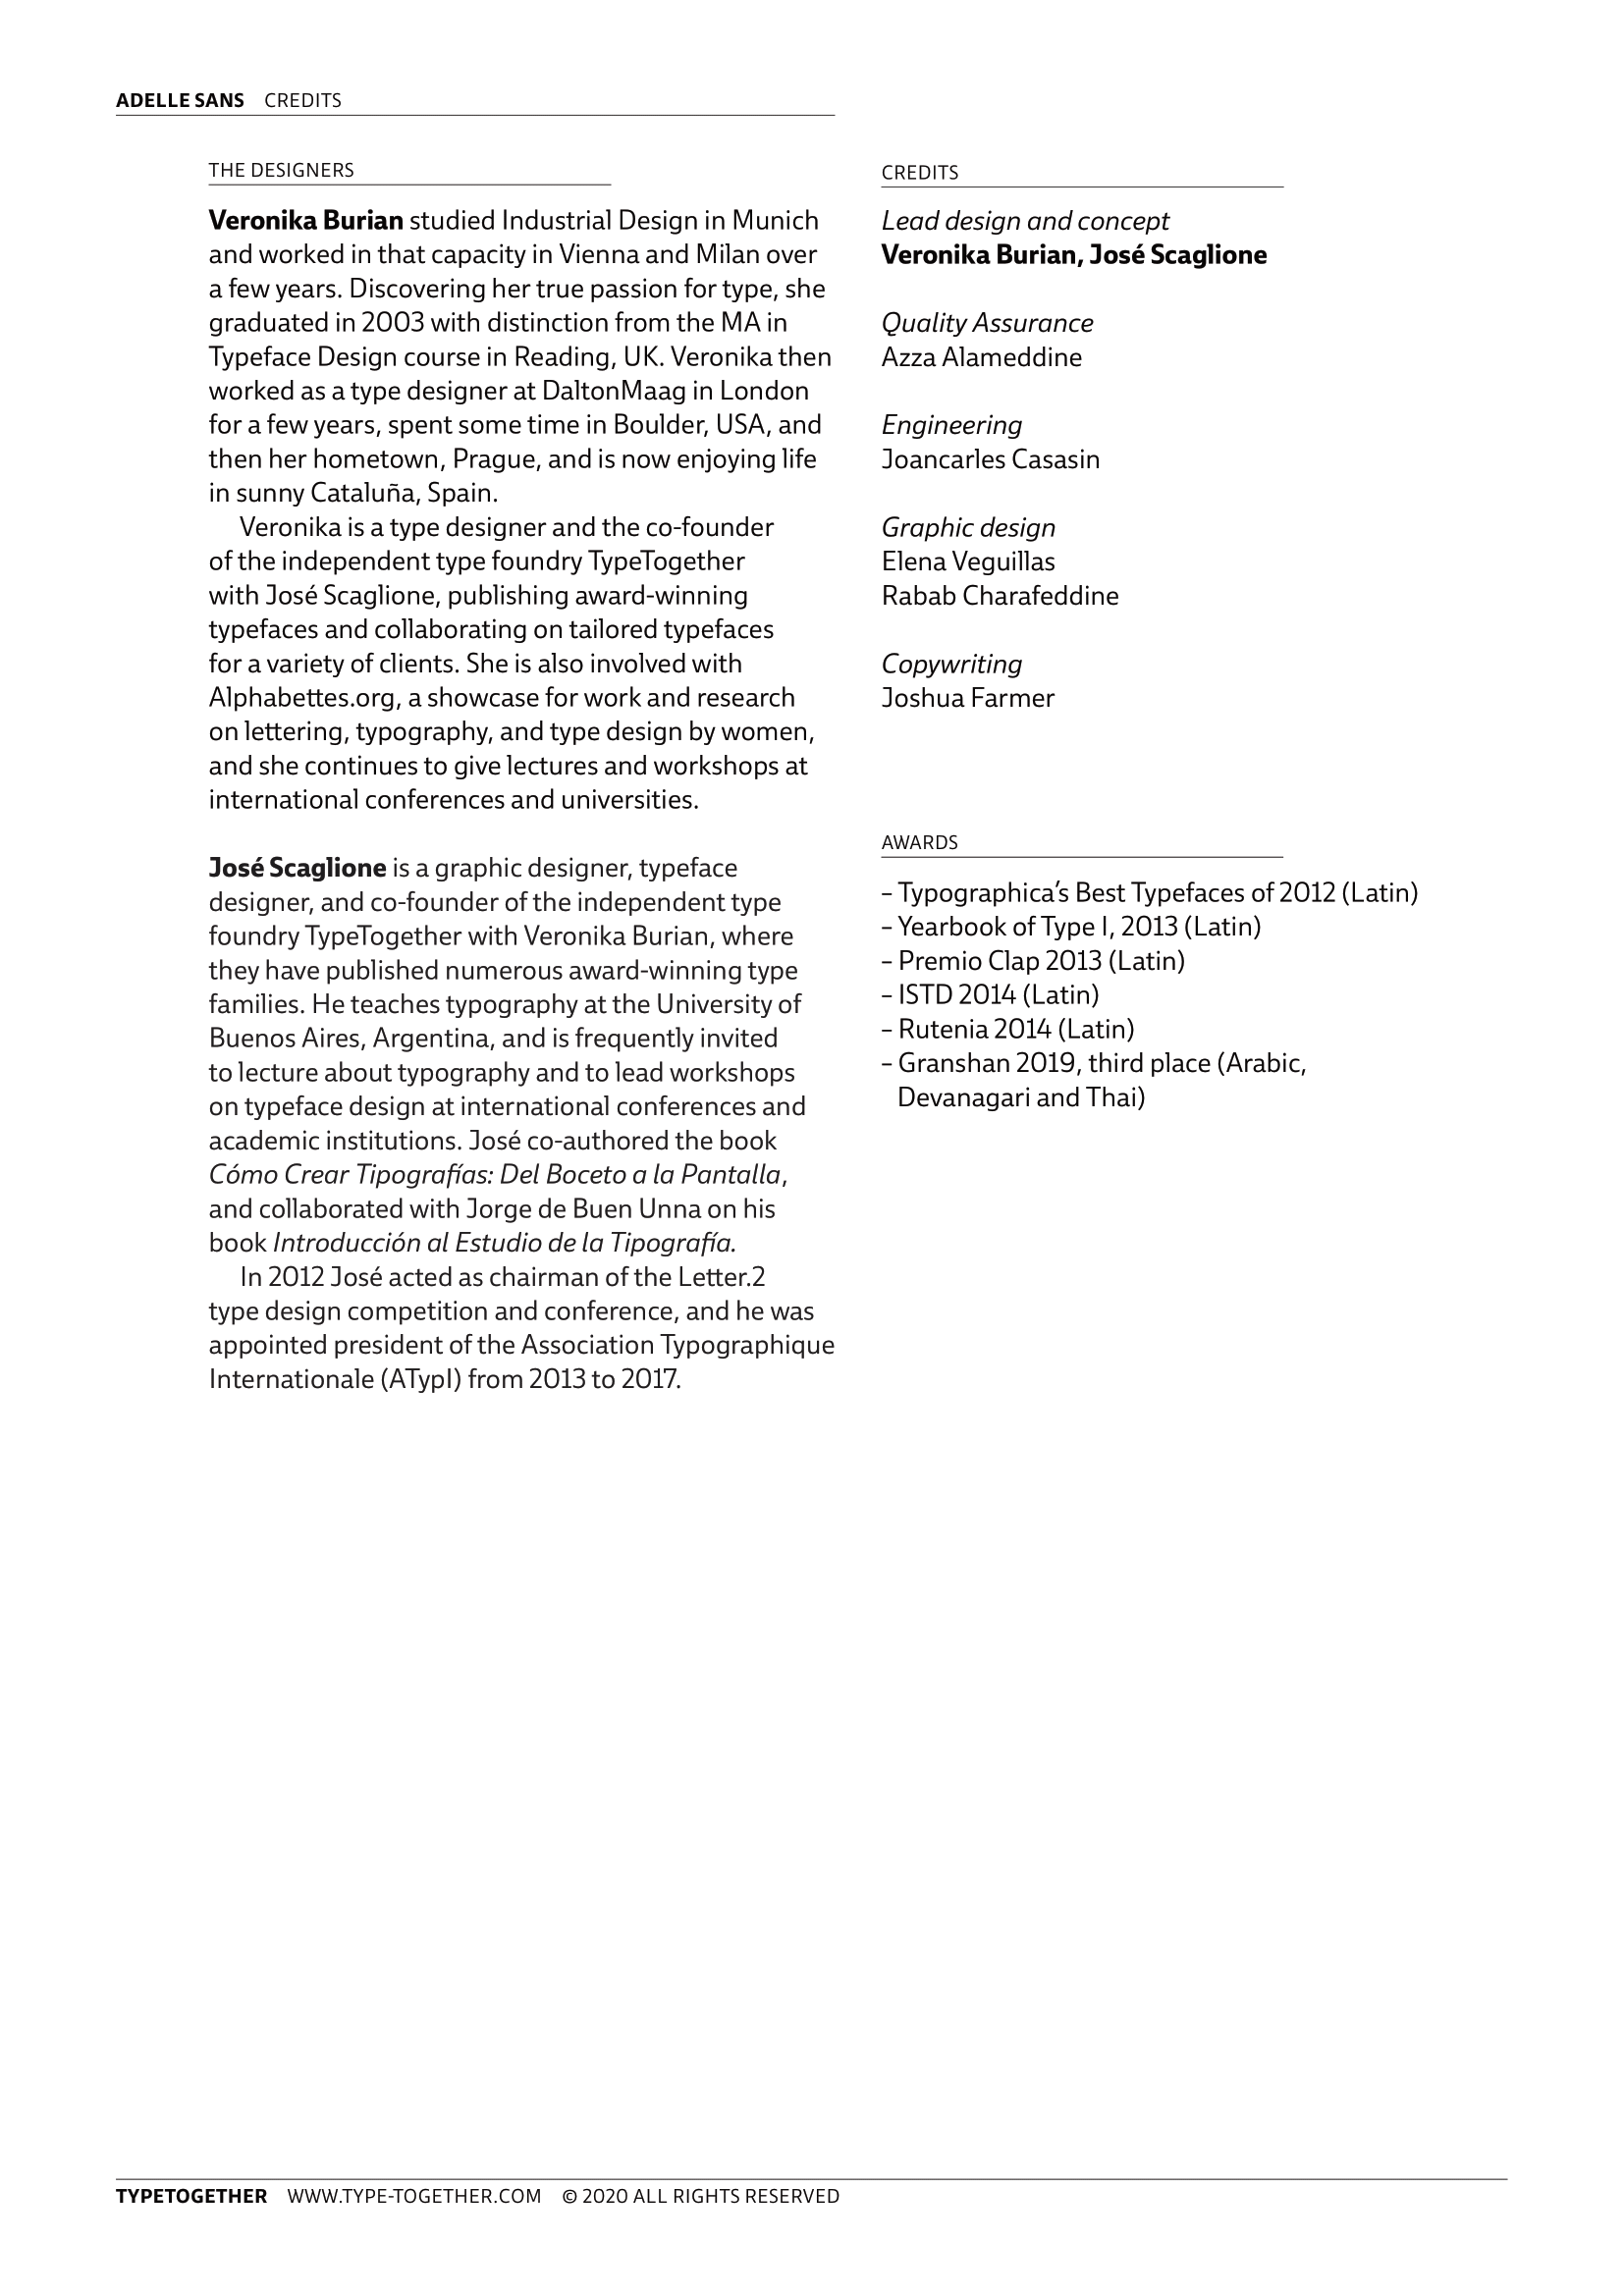 ADELLE SANS CREDITS
THE DESIGNERS
Veronika Burian studied Industrial Design in Munich
and worked in that capacity in Vienna and Milan over
a few years. Discovering her true passion for type, she
graduated in 2003 with distinction from the MA in
Typeface Design course in Reading, UK. Veronika then
worked as a type designer at DaltonMaag in London
for a few years, spent some time in Boulder, USA, and
then her hometown, Prague, and is now enjoying life
in sunny Cataluña, Spain.
Veronika is a type designer and the co-founder
of the independent type foundry TypeTogether
with José Scaglione, publishing award-winning
typefaces and collaborating on tailored typefaces
for a variety of clients. She is also involved with
Alphabettes.org, a showcase for work and research
on lettering, typography, and type design by women,
and she continues to give lectures and workshops at
international conferences and universities.
José Scaglione is a graphic designer, typeface
designer, and co-founder of the independent type
foundry TypeTogether with Veronika Burian, where
they have published numerous award-winning type
families. He teaches typography at the University of
Buenos Aires, Argentina, and is frequently invited
to lecture about typography and to lead workshops
on typeface design at international conferences and
academic institutions. José co-authored the book
Cómo Crear Tipografías: Del Boceto a la Pantalla,
and collaborated with Jorge de Buen Unna on his
book Introducción al Estudio de la Tipografía.
In 2012 José acted as chairman of the Letter.2
type design competition and conference, and he was
appointed president of the Association Typographique
Internationale (ATypI) from 2013 to 2017.
CREDITS
Lead design and concept
Veronika Burian, José Scaglione
Quality Assurance
Azza Alameddine
Engineering
Joancarles Casasin
Graphic design
Elena Veguillas
Rabab Charafeddine
Copywriting
Joshua Farmer
AWARDS
– Typographica’s Best Typefaces of 2012 (Latin)
– Yearbook of Type I, 2013 (Latin)
– Premio Clap 2013 (Latin)
– ISTD 2014 (Latin)
– Rutenia 2014 (Latin)
– Granshan 2019, third place (Arabic,
Devanagari and Thai)
TYPETOGETHER WWW.TYPE-TOGETHER.COM © 2020 ALL RIGHTS RESERVED